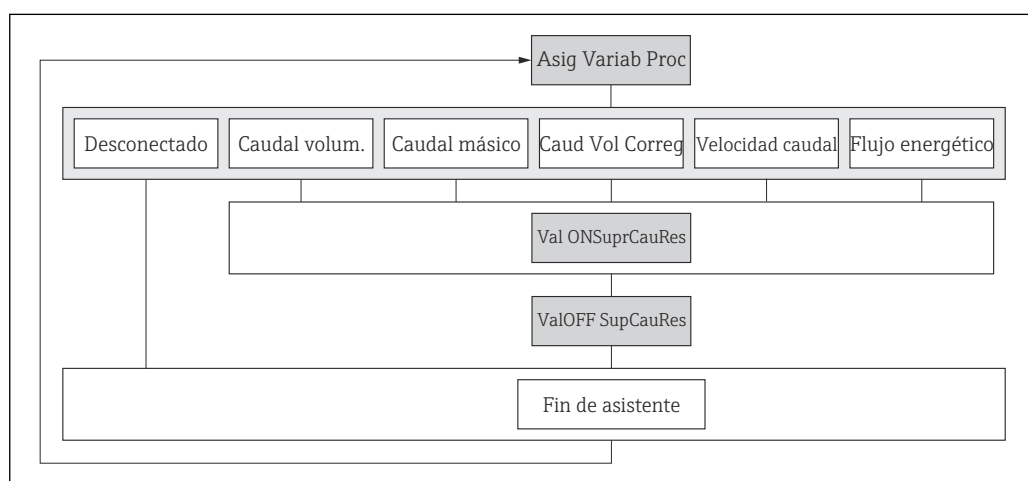 Asig Variab Proc
Desconectado
Caudal volum.
Caudal másico
Caud Vol Correg
Velocidad caudal
Flujo energético
Val ONSuprCauRes
ValOFF SupCauRes
Fin de asistente